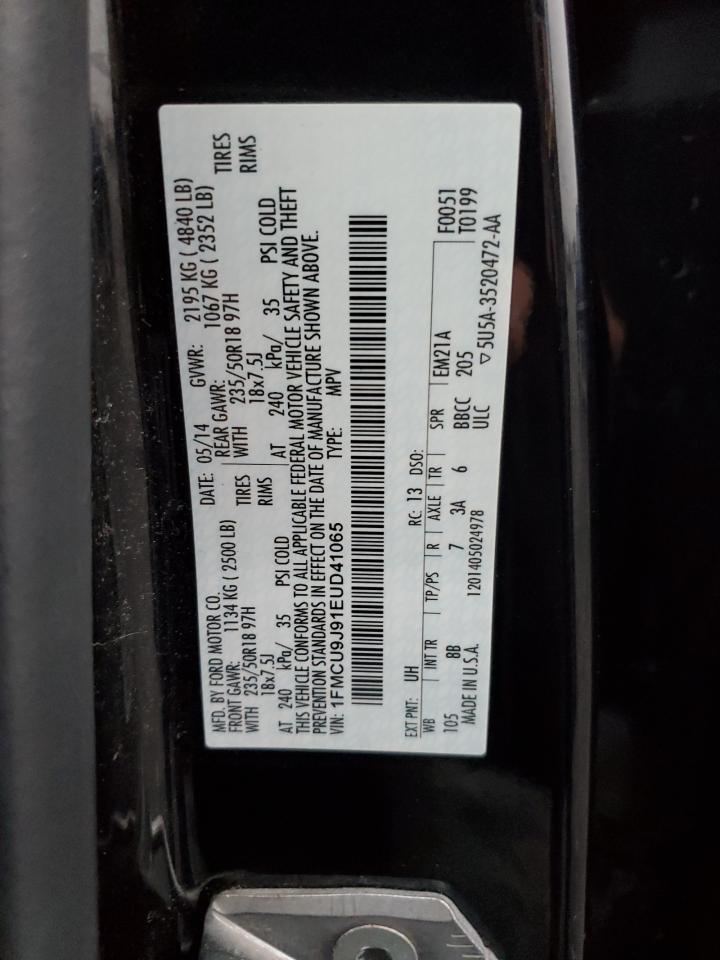 MFD. BY FORD MOTOR CO.
DATE: 05/14 GVWR: 2195 KG ( 4840 LB)
FRONT GAWR: 1134 KG ( 2500 LB) REAR GAWR: 1067 KG ( 2352 LB)
WITH 235/50R18 97H TIRES WITH 235/50R18 97H TIRES
18x7.5J RIMS 18x7.5J RIMS
AT 240 kPa/ 35 PSI COLD AT 240 kPa/ 35 PSI COLD
THIS VEHICLE CONFORMS TO ALL APPLICABLE FEDERAL MOTOR VEHICLE SAFETY AND THEFT
PREVENTION STANDARDS IN EFFECT ON THE DATE OF MANUFACTURE SHOWN ABOVE.
VIN: 1FMCU9J91EUD41065 TYPE: MPV
EXT PNT: UH RC: 13 DSO: F0051
WB INT TR TP/PS R AXLE TR SPR EM21A T0199
105 8B 7 3A 6 BBCC 205
MADE IN U.S.A. 1201405024978 ULC ▽5U5A-3520472-AA